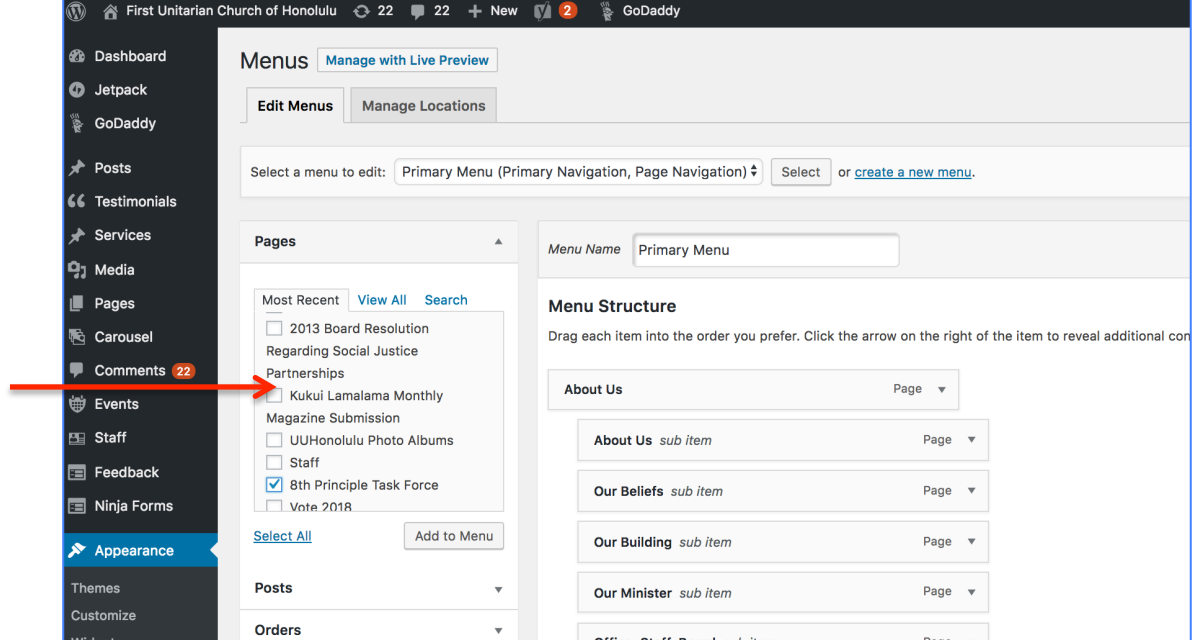 First Unitarian Church of Honolulu 22 22 New 2 GoDaddy
Dashboard
Jetpack
GoDaddy
Posts
Testimonials
Services
Media
Pages
Carousel
Comments 22
Events
Staff
Feedback
Ninja Forms
Appearance
Themes
Customize
Menus Manage with Live Preview
Edit Menus Manage Locations
Select a menu to edit: Primary Menu (Primary Navigation, Page Navigation) Select or create a new menu.
Pages
Most Recent View All Search
2013 Board Resolution
Regarding Social Justice
Partnerships
Kukui Lamalama Monthly
Magazine Submission
UUHonolulu Photo Albums
Staff
8th Principle Task Force
Vote 2018
Select All Add to Menu
Posts
Orders
Menu Name Primary Menu
Menu Structure
Drag each item into the order you prefer. Click the arrow on the right of the item to reveal additional con
About Us Page
About Us sub item Page
Our Beliefs sub item Page
Our Building sub item Page
Our Minister sub item Page